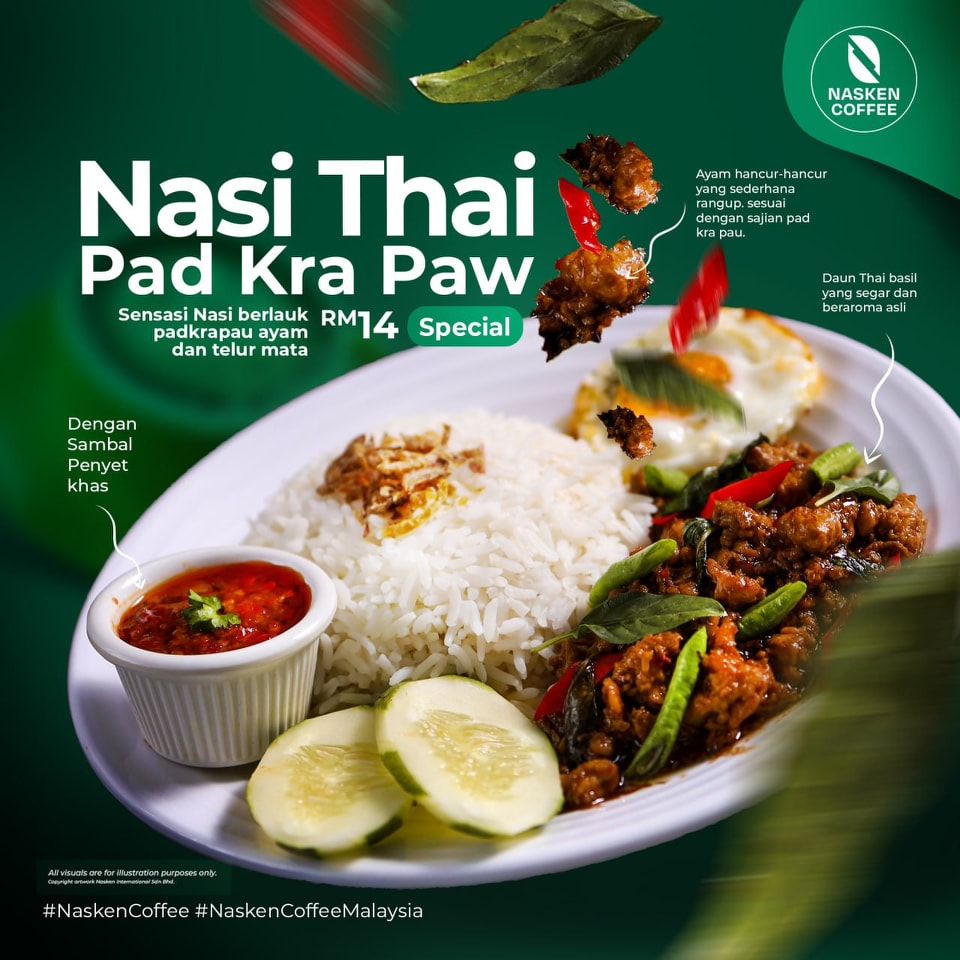 NASKEN
COFFEE
Nasi Thai
Pad Kra Paw
Sensasi Nasi berlauk
padkrapau ayam
dan telur mata
RM14
Special
Ayam hancur-hancur
yang sederhana
rangup. sesuai
dengan sajian pad
kra pau.
Daun Thai basil
yang segar dan
beraroma asli
Dengan
Sambal
Penyet
khas
All visuals are for illustration purposes only.
Copyright artwork Nasken International Sdn Bhd.
#NaskenCoffee #NaskenCoffeeMalaysia